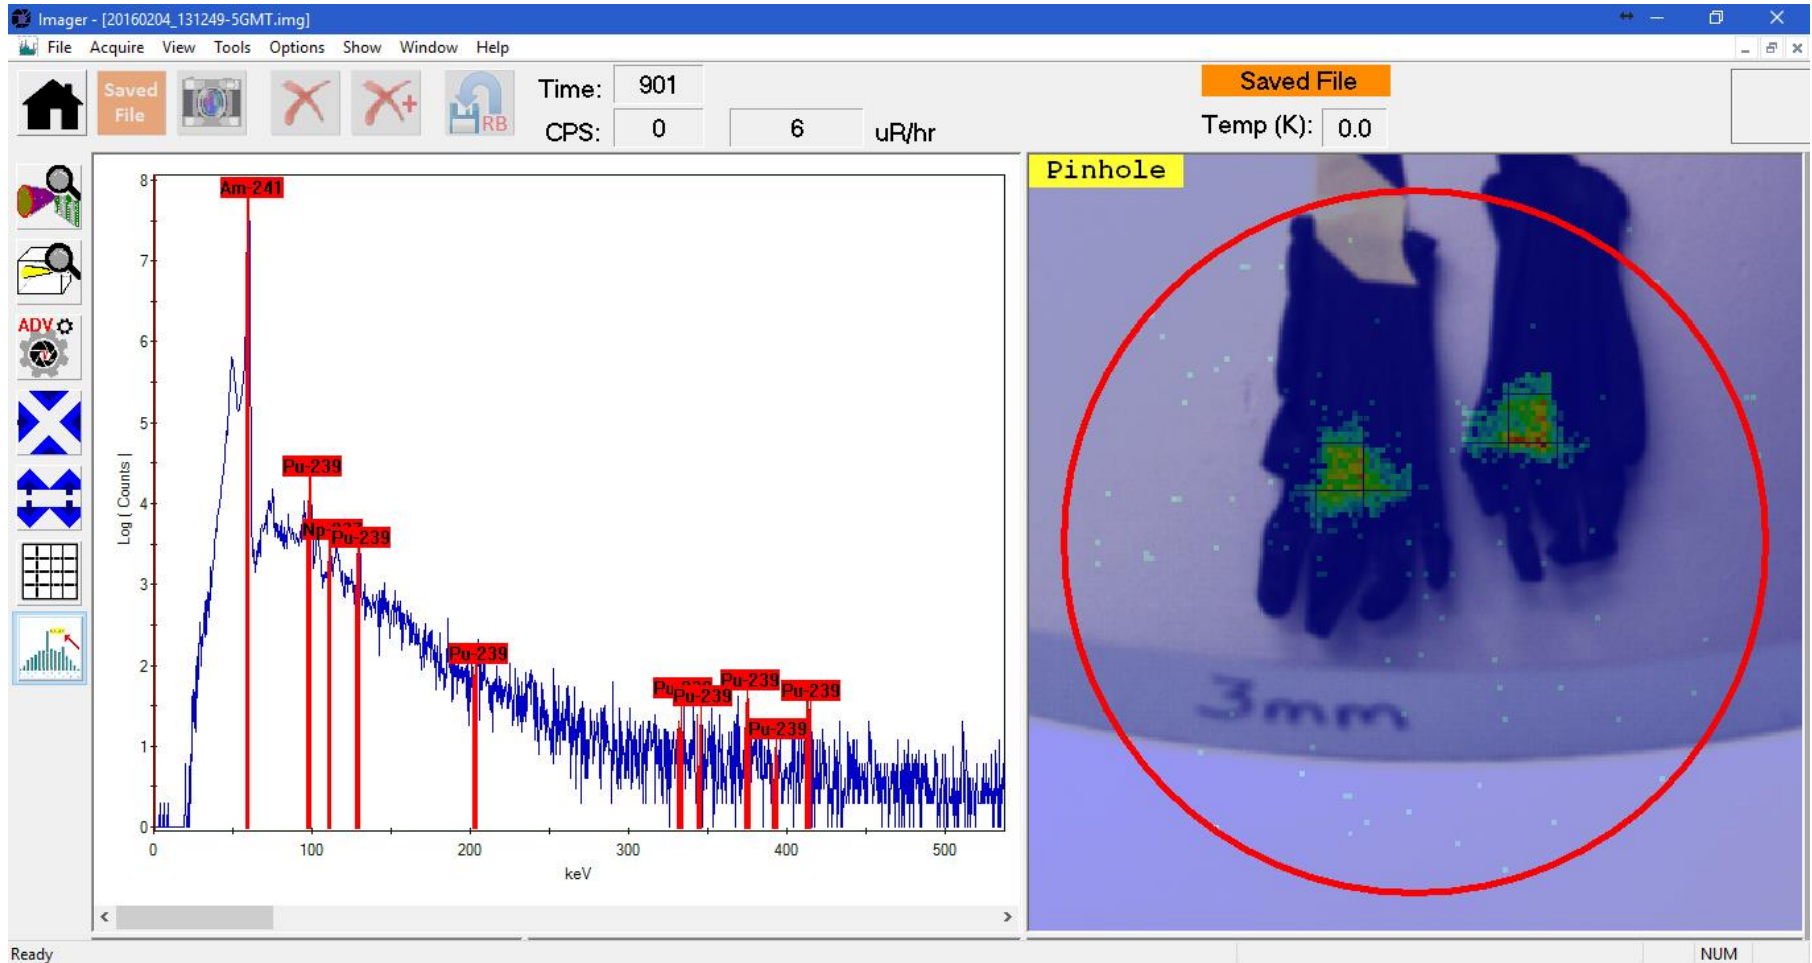 Imager - [20160204_131249-5GMT.img]
File Acquire View Tools Options Show Window Help
Saved
File
RB
Time: 901
CPS: 0 6 uR/hr
Saved File
Temp (K): 0.0
ADV
Pinhole
8
7
6
5
4
3
2
1
0
Log ( Counts )
Am-241
Pu-239
Pu-239
Pu-239
Pu-239
Pu-239
Pu-239
Pu-239
0 100 200 300 400 500
keV
3mm
Ready
NUM